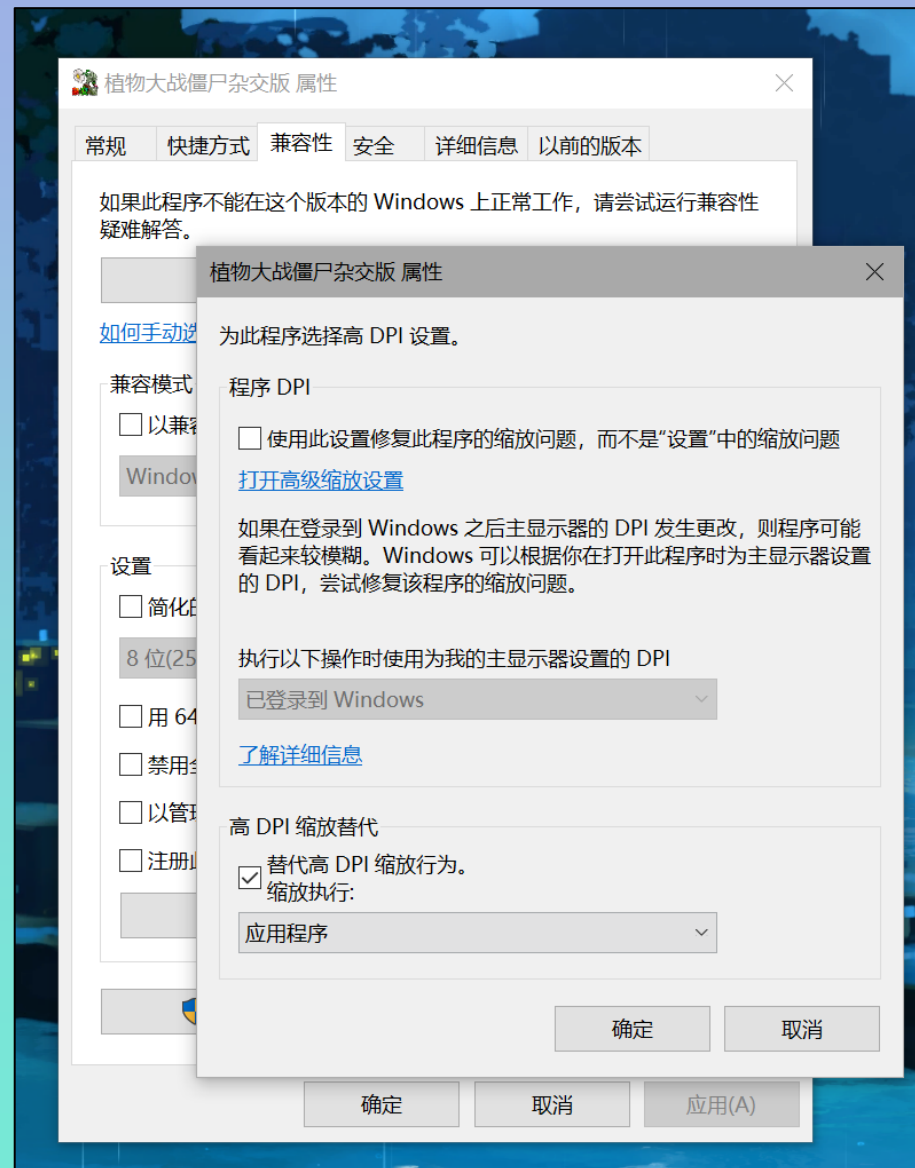 植物大战僵尸杂交版 属性
常规 快捷方式 兼容性 安全 详细信息 以前的版本
如果此程序不能在这个版本的 Windows 上正常工作，请尝试运行兼容性
疑难解答。
如何手动选
兼容模式
以兼容
Window
设置
简化的
8 位(25
用 64
禁用全
以管理
注册此
确定 取消 应用(A)
植物大战僵尸杂交版 属性
为此程序选择高 DPI 设置。
程序 DPI
使用此设置修复此程序的缩放问题，而不是“设置”中的缩放问题
打开高级缩放设置
如果在登录到 Windows 之后主显示器的 DPI 发生更改，则程序可能
看起来较模糊。Windows 可以根据你在打开此程序时为主显示器设置
的 DPI，尝试修复该程序的缩放问题。
执行以下操作时使用为我的主显示器设置的 DPI
已登录到 Windows
了解详细信息
高 DPI 缩放替代
替代高 DPI 缩放行为。
缩放执行:
应用程序
确定 取消